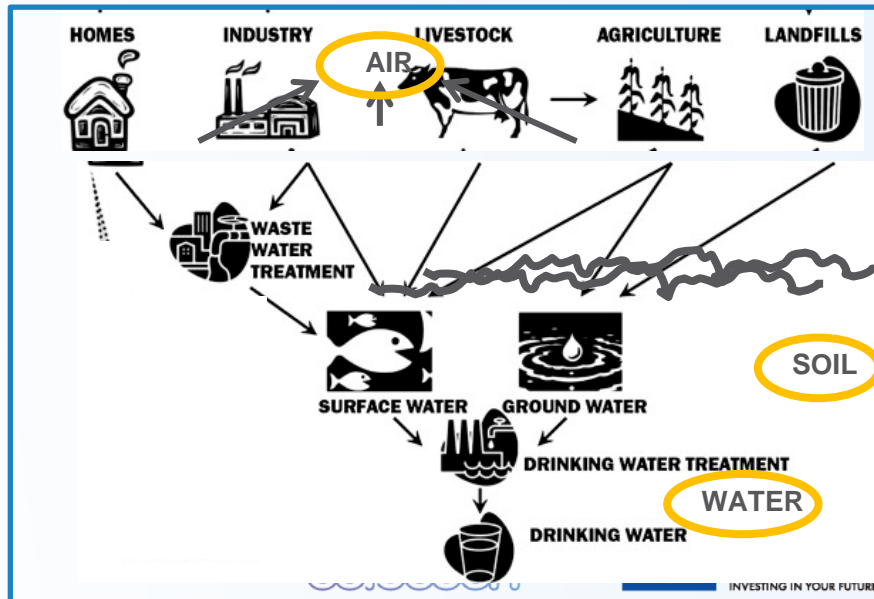 HOMES
INDUSTRY
LIVESTOCK
AGRICULTURE
LANDFILLS
AIR
WASTE
WATER
TREATMENT
SOIL
SURFACE WATER
GROUND WATER
DRINKING WATER TREATMENT
WATER
DRINKING WATER
INVESTING IN YOUR FUTURE